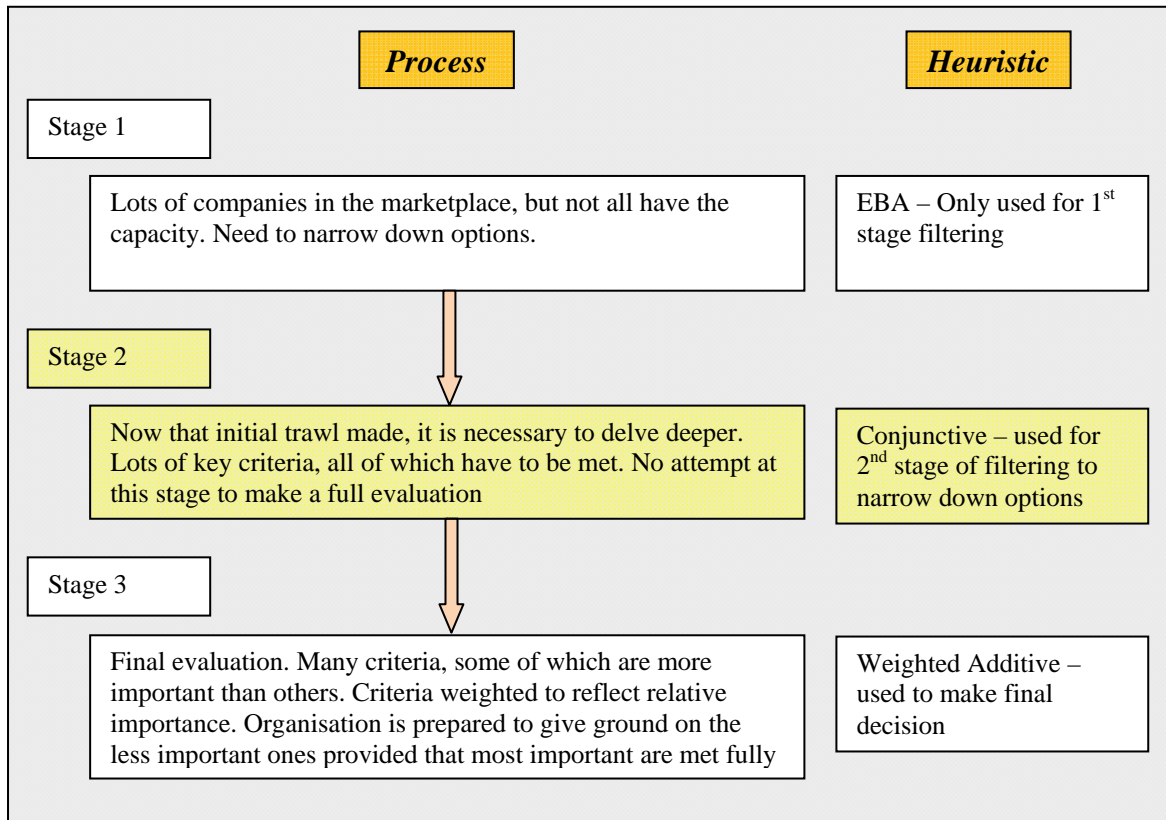 Process
Heuristic
Stage 1
Lots of companies in the marketplace, but not all have the
capacity. Need to narrow down options.
EBA – Only used for 1st
stage filtering
Stage 2
Now that initial trawl made, it is necessary to delve deeper.
Lots of key criteria, all of which have to be met. No attempt at
this stage to make a full evaluation
Conjunctive – used for
2nd stage of filtering to
narrow down options
Stage 3
Final evaluation. Many criteria, some of which are more
important than others. Criteria weighted to reflect relative
importance. Organisation is prepared to give ground on the
less important ones provided that most important are met fully
Weighted Additive –
used to make final
decision